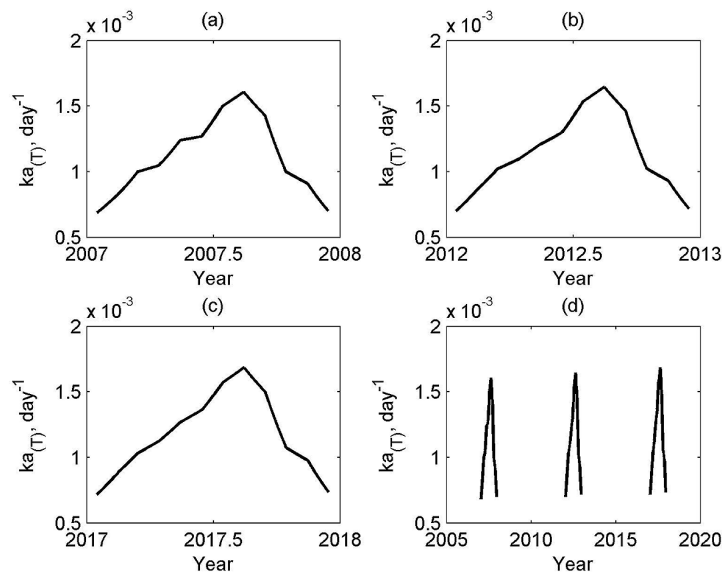 (a)
x 10-3
2
1.5
1
0.5
ka(T), day-1
2007 2007.5 2008
Year
(b)
x 10-3
2
1.5
1
0.5
ka(T), day-1
2012 2012.5 2013
Year
(c)
x 10-3
2
1.5
1
0.5
ka(T), day-1
2017 2017.5 2018
Year
(d)
x 10-3
2
1.5
1
0.5
ka(T), day-1
2005 2010 2015 2020
Year